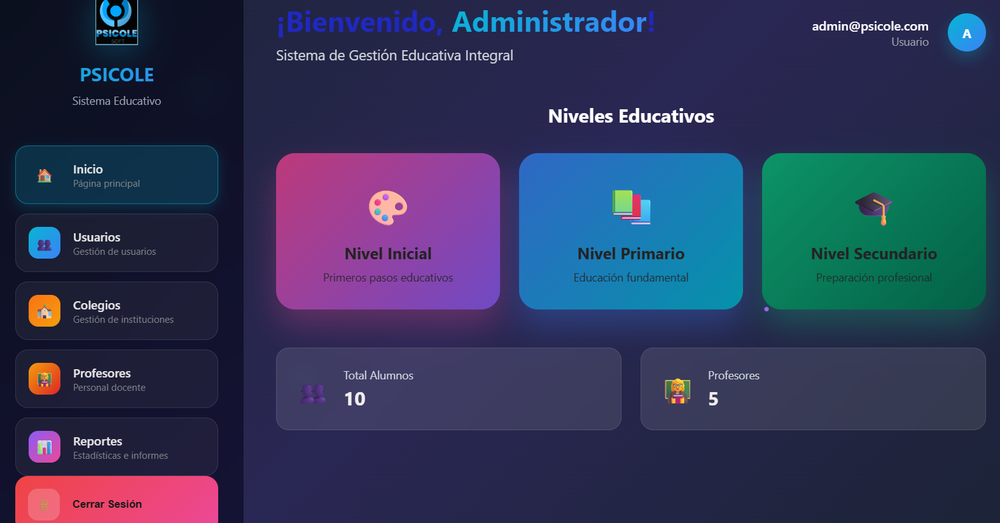 PSICOLE
SOFT
PSICOLE
Sistema Educativo
Inicio
Página principal
Usuarios
Gestión de usuarios
Colegios
Gestión de instituciones
Profesores
Personal docente
Reportes
Estadísticas e informes
Cerrar Sesión
¡Bienvenido, Administrador!
Sistema de Gestión Educativa Integral
admin@psicole.com
Usuario
A
Niveles Educativos
Nivel Inicial
Primeros pasos educativos
Nivel Primario
Educación fundamental
Nivel Secundario
Preparación profesional
Total Alumnos
10
Profesores
5